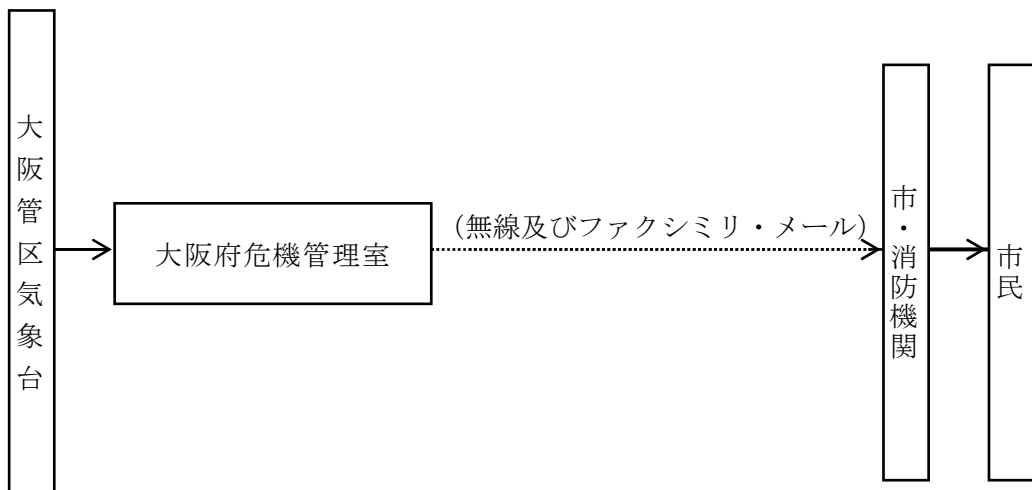 大阪管区気象台
大阪府危機管理室
（無線及びファクシミリ・メール）
市・消防機関
市民